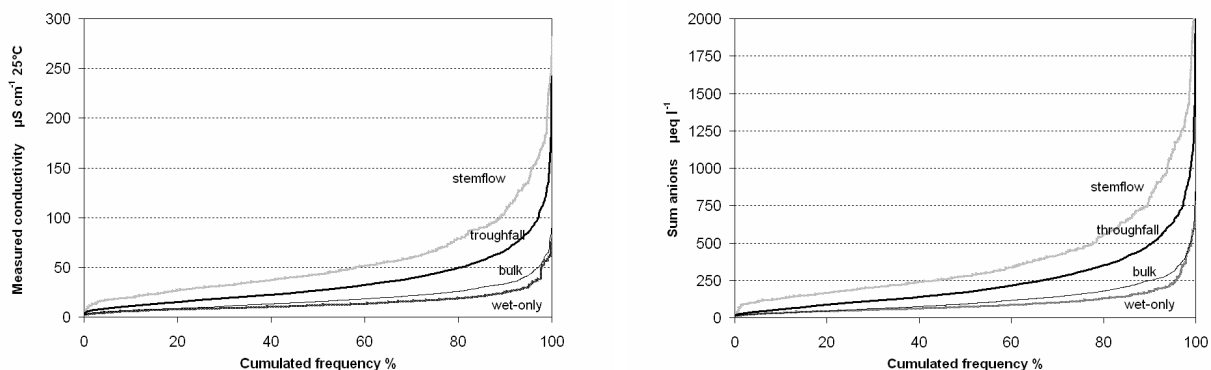 Measured conductivity µS cm-1 25°C
300
250
200
150
100
50
0
stemflow
troughfall
bulk
wet-only
0 20 40 60 80 100
Cumulated frequency %
Sum anions µeq l-1
2000
1750
1500
1250
1000
750
500
250
0
stemflow
throughfall
bulk
wet-only
0 20 40 60 80 100
Cumulated frequency %